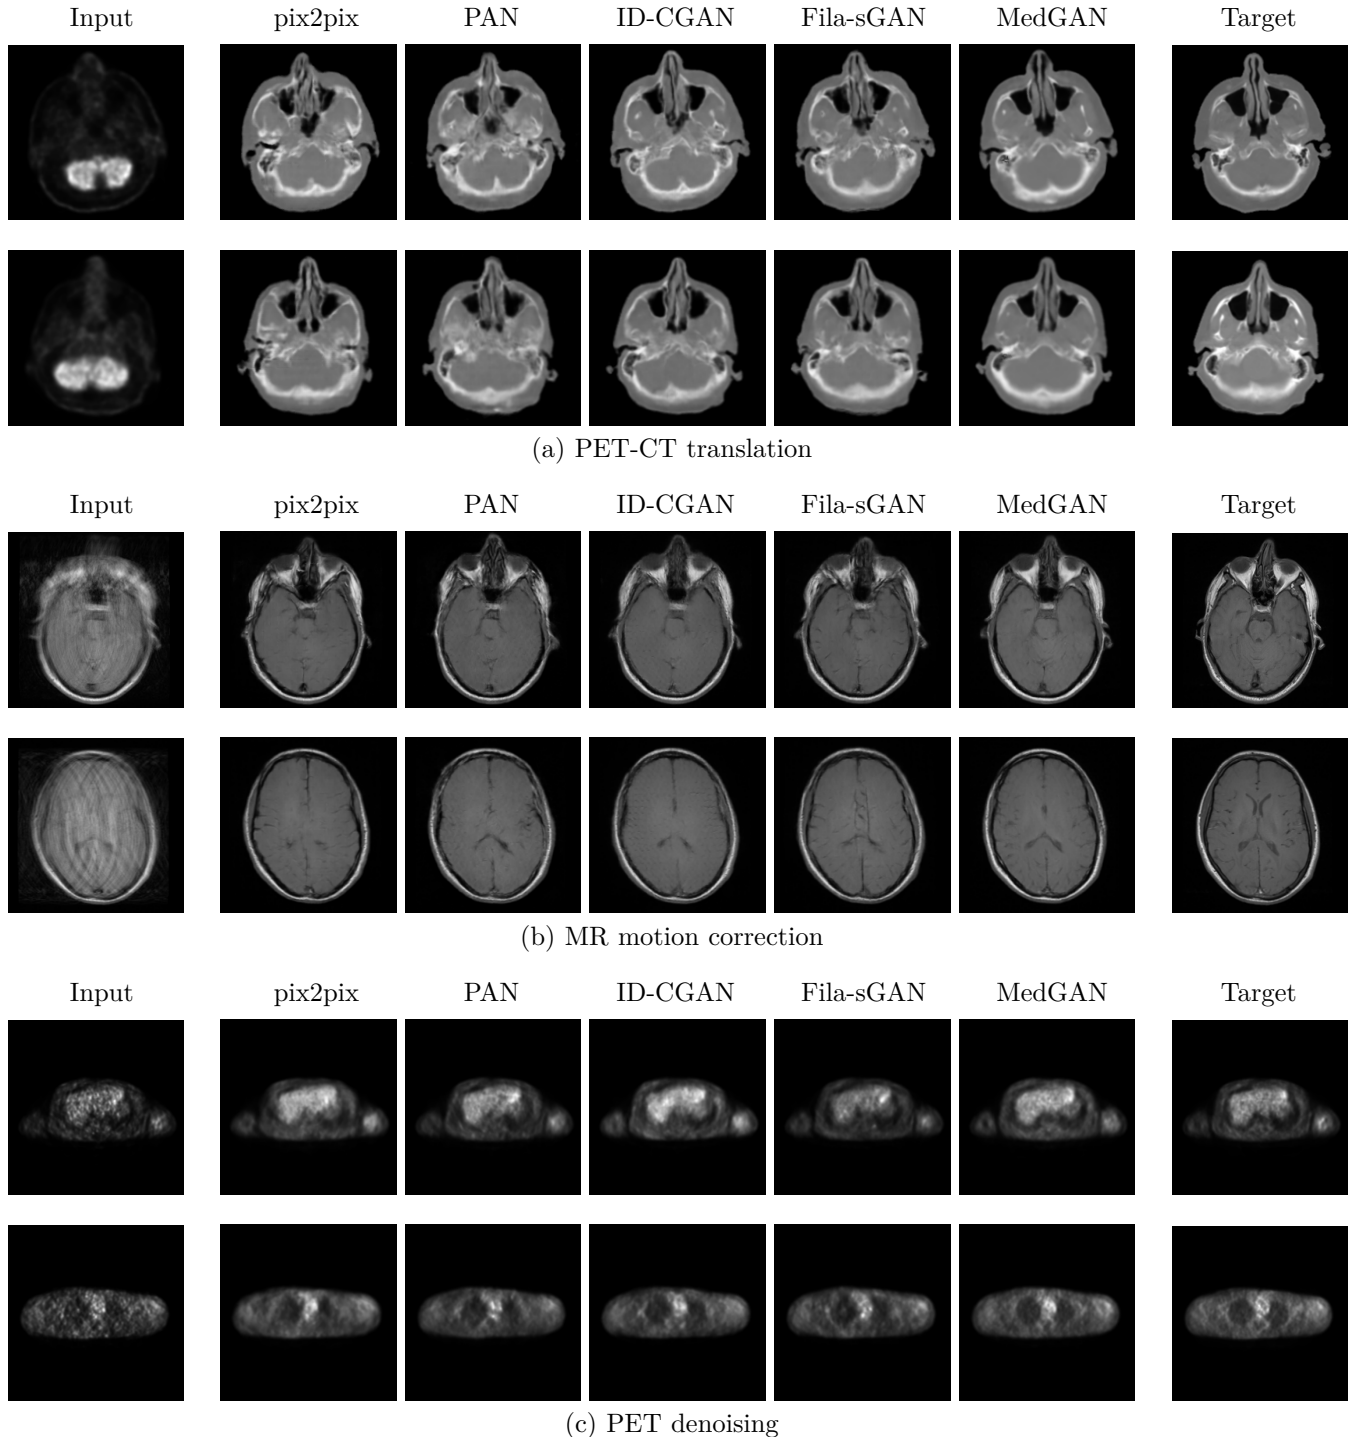 Input pix2pix PAN ID-CGAN Fila-sGAN MedGAN Target
(a) PET-CT translation
Input pix2pix PAN ID-CGAN Fila-sGAN MedGAN Target
(b) MR motion correction
Input pix2pix PAN ID-CGAN Fila-sGAN MedGAN Target
(c) PET denoising